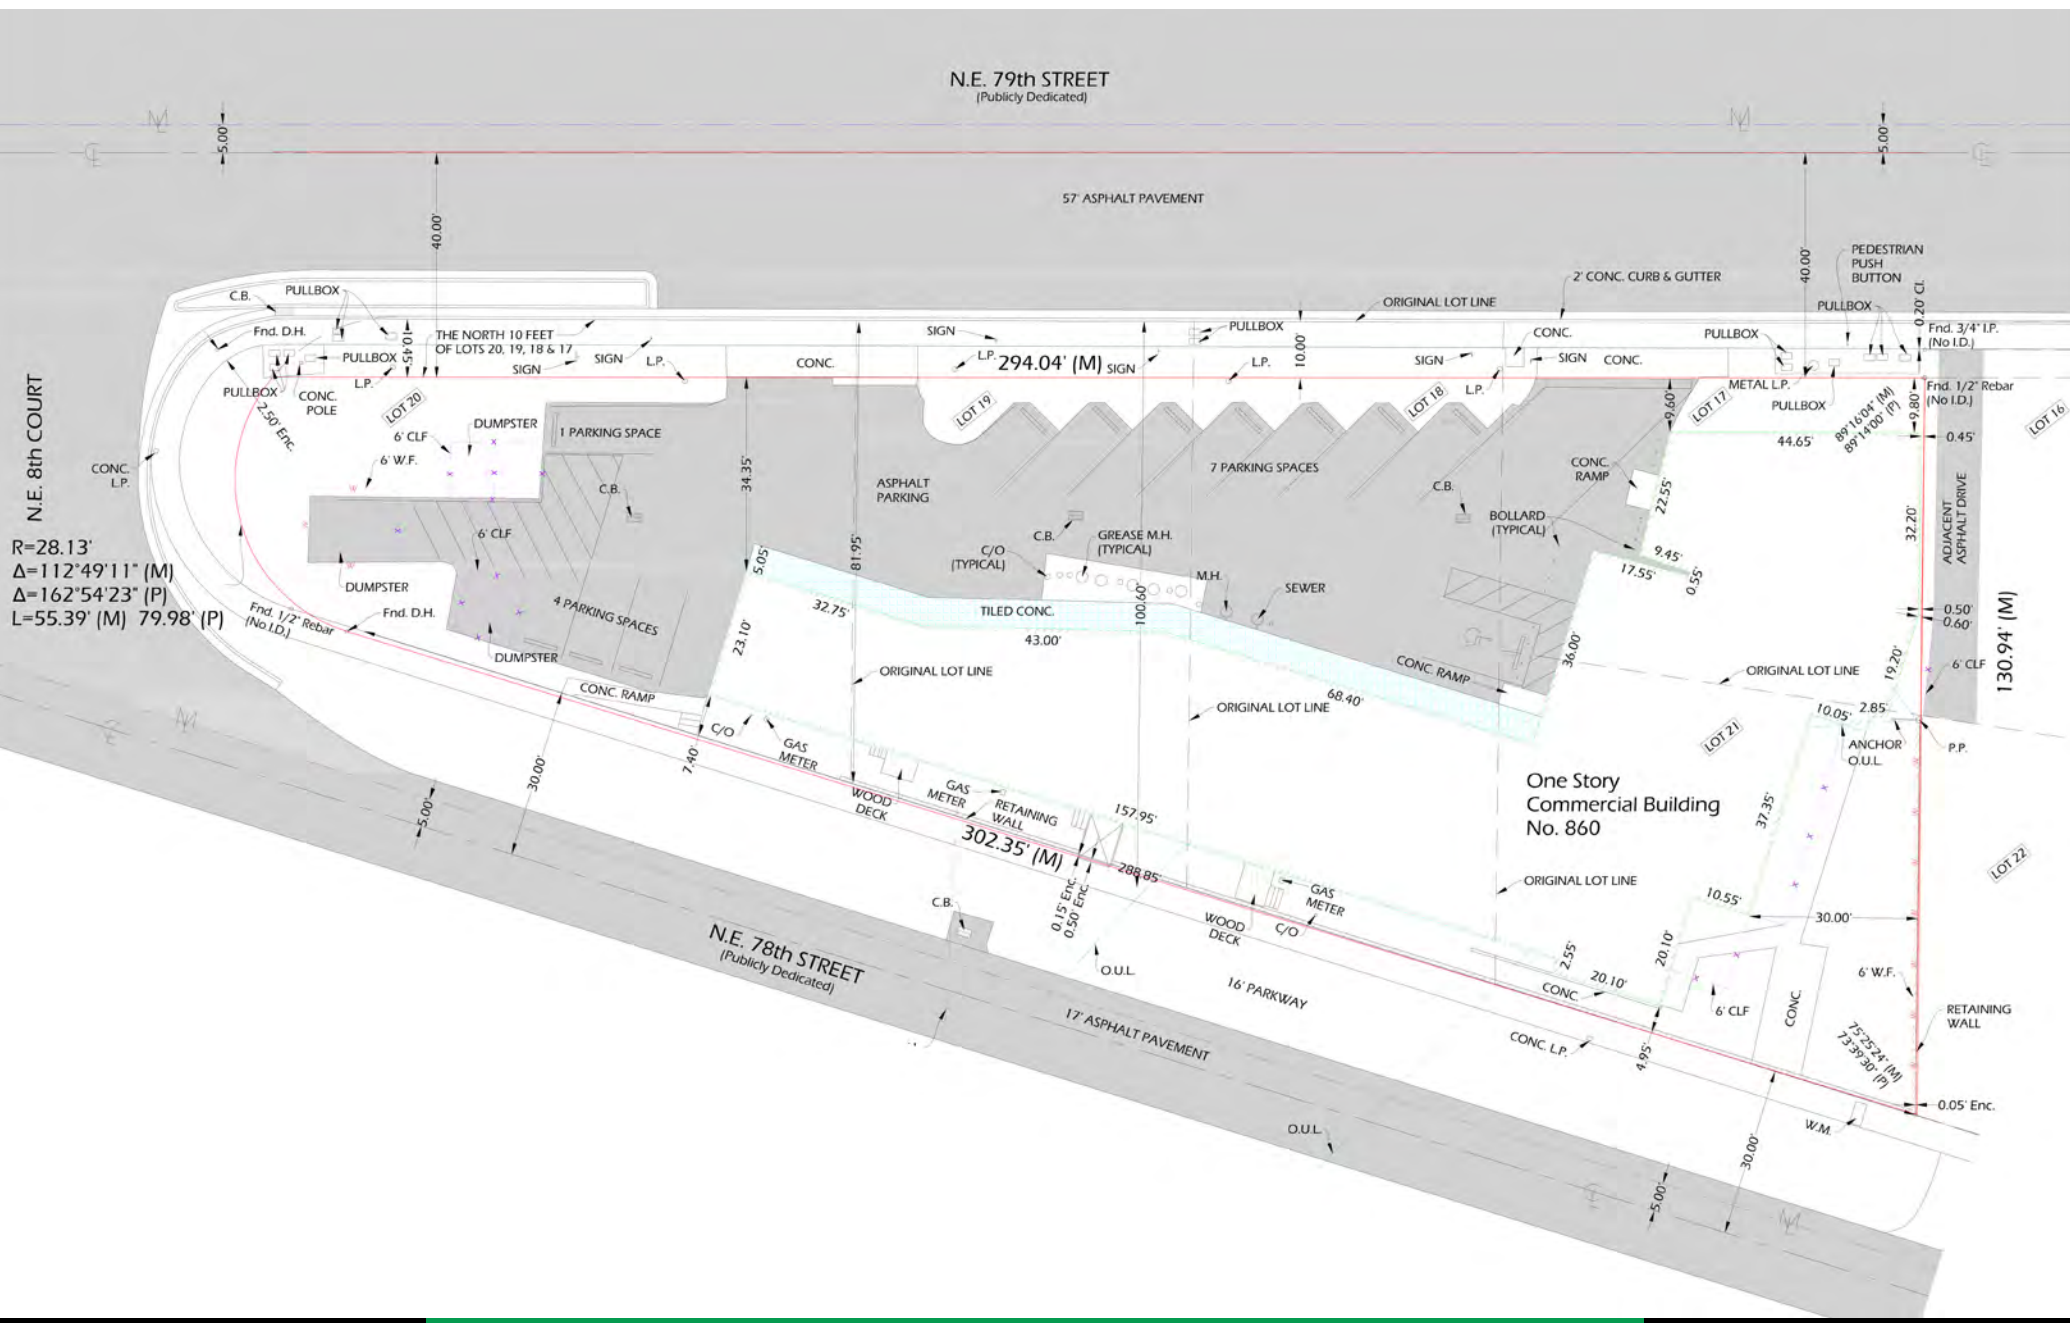 N.E. 79th STREET
(Publicly Dedicated)
5.00'
5.00'
57' ASPHALT PAVEMENT
40.00'
40.00'
PEDESTRIAN
PUSH
BUTTON
2' CONC. CURB & GUTTER
ORIGINAL LOT LINE
C.B.
PULLBOX
PULLBOX
0.20' Cl.
Fnd. D.H.
10.45'
THE NORTH 10 FEET
OF LOTS 20, 19, 18 & 17
SIGN
PULLBOX
10.00'
CONC.
PULLBOX
Fnd. 3/4" I.P.
(No I.D.)
PULLBOX
SIGN
SIGN
L.P.
CONC.
L.P.
294.04' (M)
SIGN
L.P.
SIGN
SIGN
CONC.
L.P.
PULLBOX
CONC.
POLE
L.P.
METAL L.P.
PULLBOX
Fnd. 1/2" Rebar
(No I.D.)
2.50' Enc.
LOT 20
LOT 19
LOT 18
LOT 17
LOT 16
9.60'
9.80'
89°16'04" (M)
89°14'00" (P)
44.65'
0.45'
N.E. 8th COURT
6' CLF
DUMPSTER
1 PARKING SPACE
6' W.F.
CONC.
L.P.
C.B.
34.35'
ASPHALT
PARKING
7 PARKING SPACES
C.B.
CONC.
RAMP
22.55'
BOLLARD
(TYPICAL)
32.20'
ADJACENT
ASPHALT DRIVE
R=28.13'
Δ=112°49'11" (M)
Δ=162°54'23" (P)
L=55.39' (M) 79.98' (P)
6' CLF
C.B.
GREASE M.H.
(TYPICAL)
C/O
(TYPICAL)
5.05'
81.95'
100.60'
M.H.
SEWER
9.45'
17.55'
0.55'
DUMPSTER
4 PARKING SPACES
Fnd. 1/2" Rebar
(No I.D.)
Fnd. D.H.
DUMPSTER
32.75'
TILED CONC.
43.00'
23.10'
0.50'
0.60'
130.94' (M)
36.00'
19.20'
6' CLF
ORIGINAL LOT LINE
CONC. RAMP
ORIGINAL LOT LINE
CONC. RAMP
68.40'
ORIGINAL LOT LINE
10.05'
2.85'
LOT 21
ANCHOR
O.U.L.
P.P.
C/O
GAS
METER
7.40'
30.00'
5.00'
WOOD
DECK
GAS
METER
RETAINING
WALL
157.95'
One Story
Commercial Building
No. 860
37.35'
302.35' (M)
288.85'
0.15' Enc.
0.50' Enc.
ORIGINAL LOT LINE
LOT 22
GAS
METER
10.55'
30.00'
C.B.
WOOD
DECK
C/O
N.E. 78th STREET
(Publicly Dedicated)
O.U.L.
2.55'
20.10'
20.10'
CONC.
6' W.F.
16' PARKWAY
17' ASPHALT PAVEMENT
6' CLF
CONC.
RETAINING
WALL
CONC. L.P.
4.95'
75°25'24" (M)
73°39'30" (P)
0.05' Enc.
O.U.L.
W.M.
30.00'
5.00'